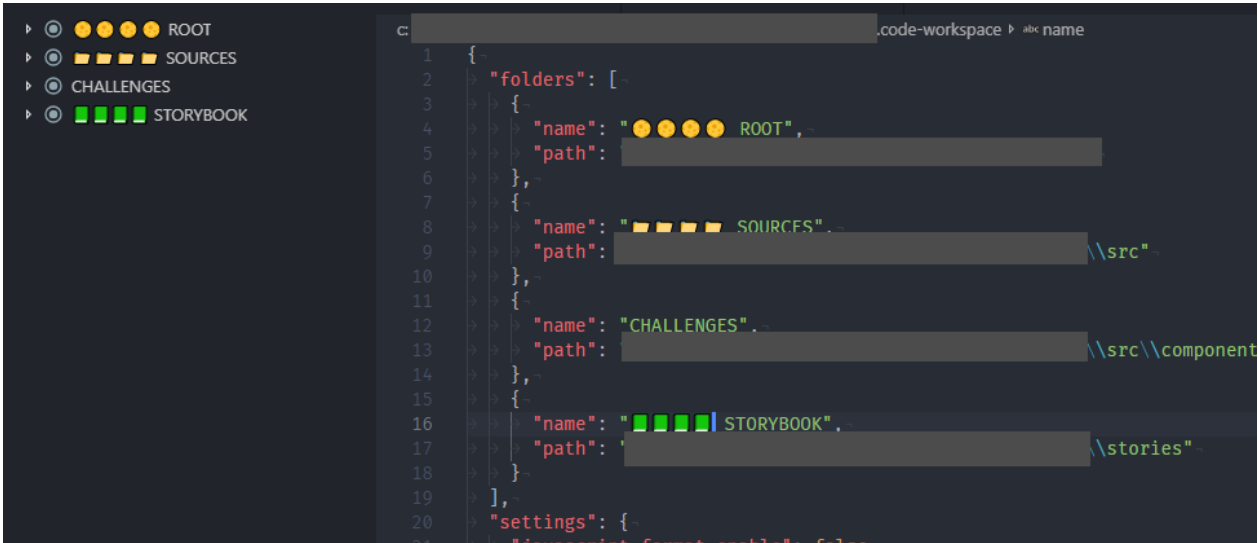 🌕🌕🌕🌕 ROOT
📁📁📁📁 SOURCES
CHALLENGES
📗📗📗📗 STORYBOOK
C: .code-workspace abc name
1 {
2 "folders": [
3 {
4 "name": "🌕🌕🌕🌕 ROOT",
5 "path":
6 },
7 {
8 "name": "📁📁📁📁 SOURCES",
9 "path": \\src"
10 },
11 {
12 "name": "CHALLENGES",
13 "path": \\src\\component
14 },
15 {
16 "name": "📗📗📗📗 STORYBOOK",
17 "path": "\\stories"
18 }
19 ],
20 "settings": {